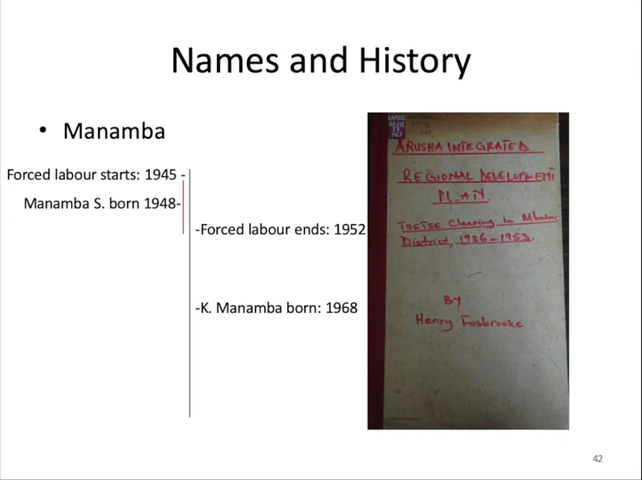 Names and History
• Manamba
Forced labour starts: 1945 -
Manamba S. born 1948-
-Forced labour ends: 1952
-K. Manamba born: 1968
ARUSHA INTEGRATED
REGIONAL DEVELOPMENT
PLAN.
TSETSE Clearing in Mbulu
District, 1936-1953.
By
Henry Fosbrooke
42